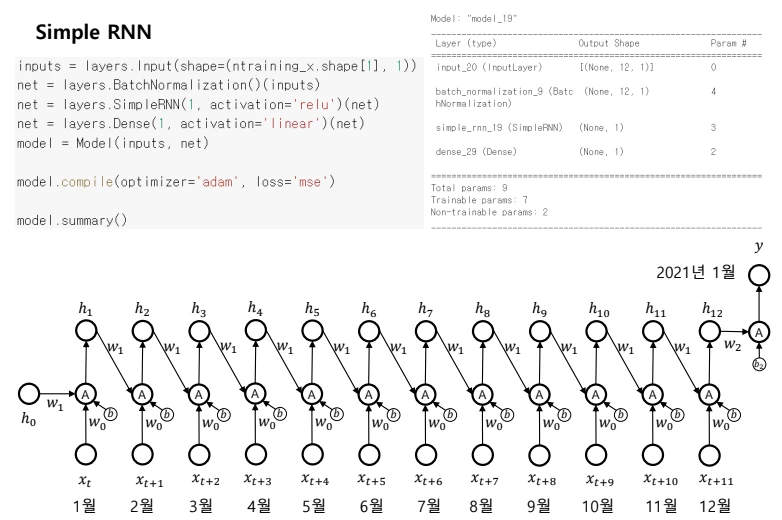 Simple RNN
inputs = layers.Input(shape=(ntraining_x.shape[1], 1))
net = layers.BatchNormalization()(inputs)
net = layers.SimpleRNN(1, activation='relu')(net)
net = layers.Dense(1, activation='linear')(net)
model = Model(inputs, net)
model.compile(optimizer='adam', loss='mse')
model.summary()
Model: "model_19"
Layer (type) Output Shape Param #
input_20 (InputLayer) [(None, 12, 1)] 0
batch_normalization_9 (Batc (None, 12, 1) 4
hNormalization)
simple_rnn_19 (SimpleRNN) (None, 1) 3
dense_29 (Dense) (None, 1) 2
Total params: 9
Trainable params: 7
Non-trainable params: 2
y
2021년 1월
h₁ h₂ h₃ h₄ h₅ h₆ h₇ h₈ h₉ h₁₀ h₁₁ h₁₂ A
w₁ w₁ w₁ w₁ w₁ w₁ w₁ w₁ w₁ w₁ w₁ w₂
b₂
A A A A A A A A A A A A
w₁
h₀
b b b b b b b b b b b b
w₀ w₀ w₀ w₀ w₀ w₀ w₀ w₀ w₀ w₀ w₀ w₀
xₜ xₜ₊₁ xₜ₊₂ xₜ₊₃ xₜ₊₄ xₜ₊₅ xₜ₊₆ xₜ₊₇ xₜ₊₈ xₜ₊₉ xₜ₊₁₀ xₜ₊₁₁
1월 2월 3월 4월 5월 6월 7월 8월 9월 10월 11월 12월